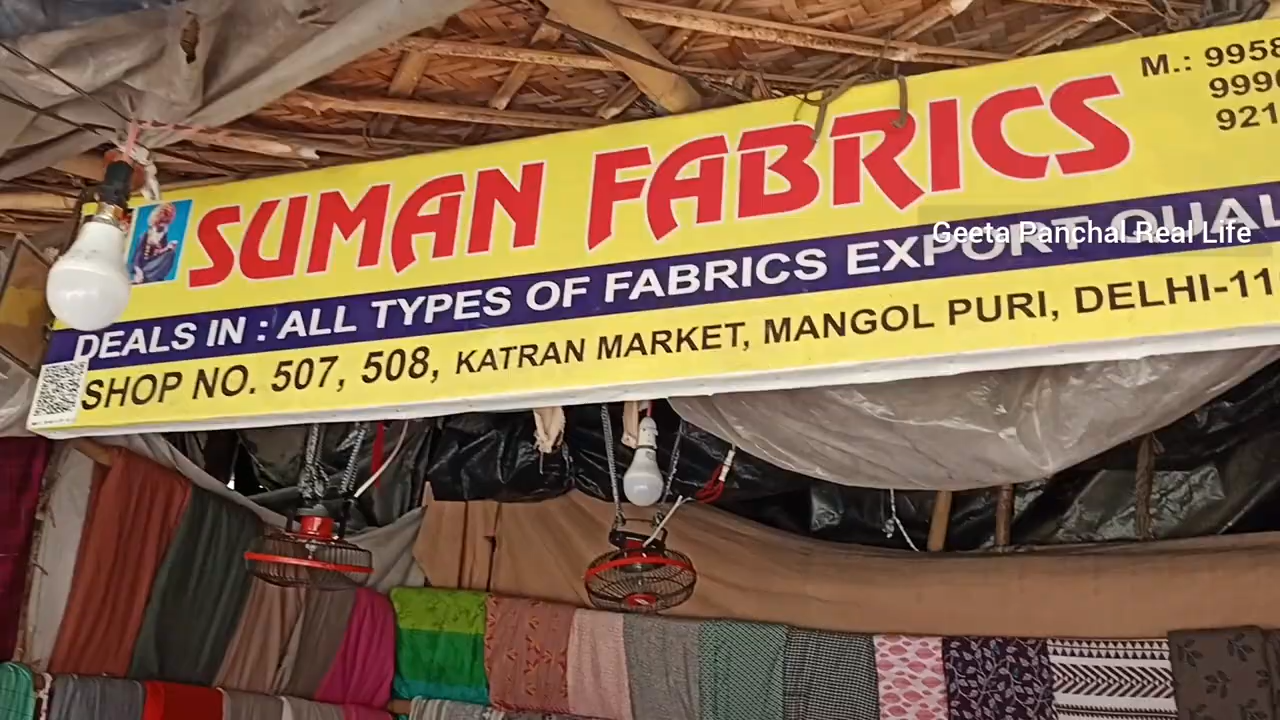 SUMAN FABRICS
M.: 9958
999
921
DEALS IN : ALL TYPES OF FABRICS EXPORT QUAL
Geeta Panchal Real Life
SHOP NO. 507, 508, KATRAN MARKET, MANGOL PURI, DELHI-11